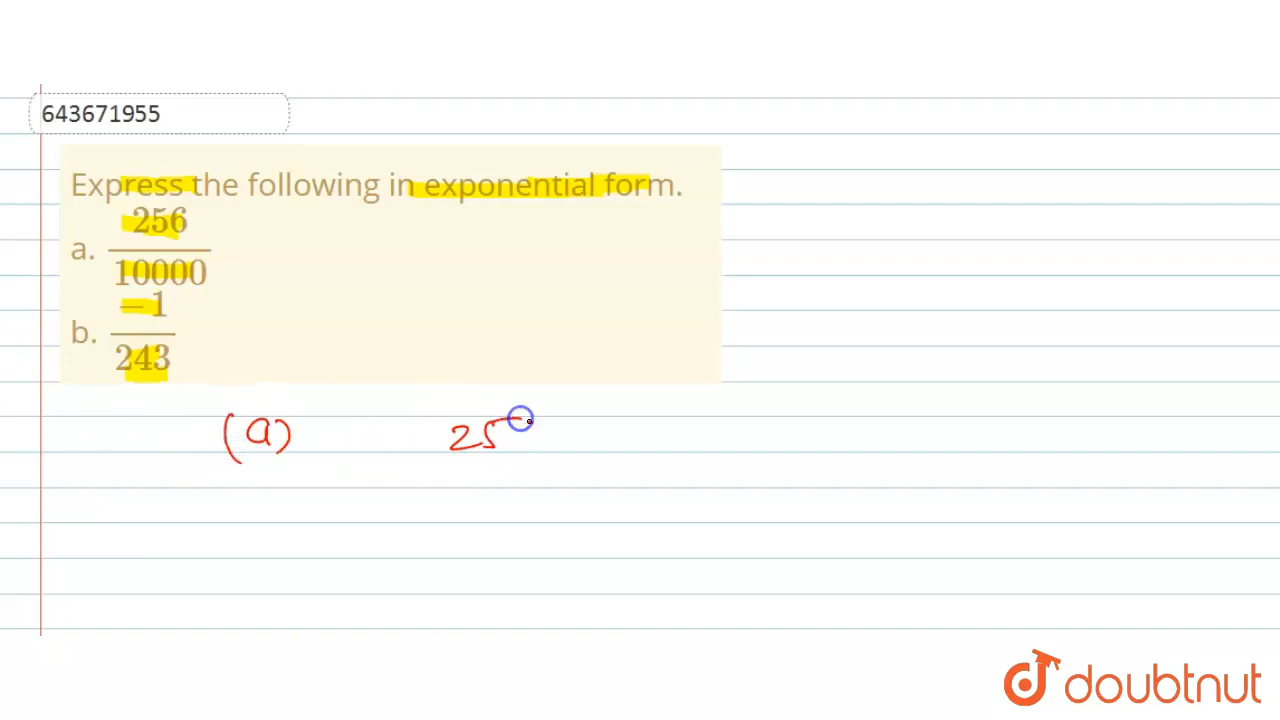 643671955
Express the following in exponential form.
a. 256/10000
b. -1/243
(a) 25
doubtnut